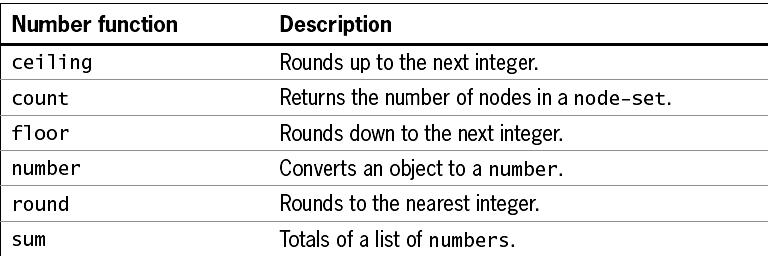 Number function Description
ceiling Rounds up to the next integer.
count Returns the number of nodes in a node-set.
floor Rounds down to the next integer.
number Converts an object to a number.
round Rounds to the nearest integer.
sum Totals of a list of numbers.